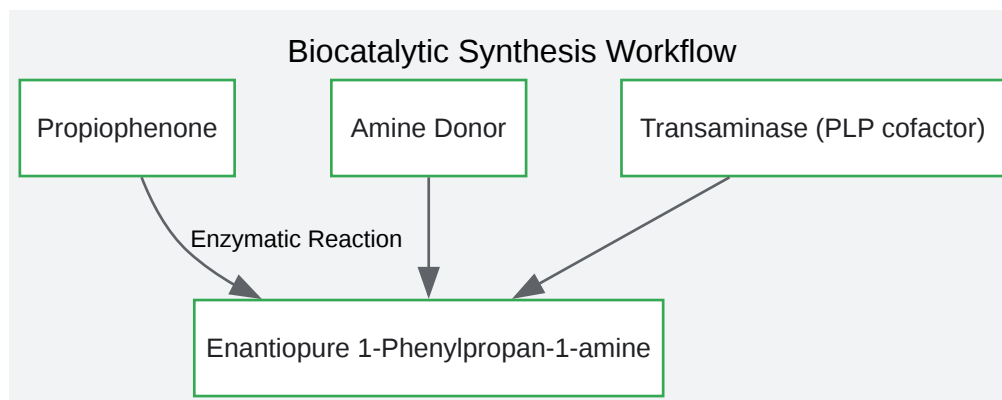 Biocatalytic Synthesis Workflow
Propiophenone
Amine Donor
Transaminase (PLP cofactor)
Enzymatic Reaction
Enantiopure 1-Phenylpropan-1-amine